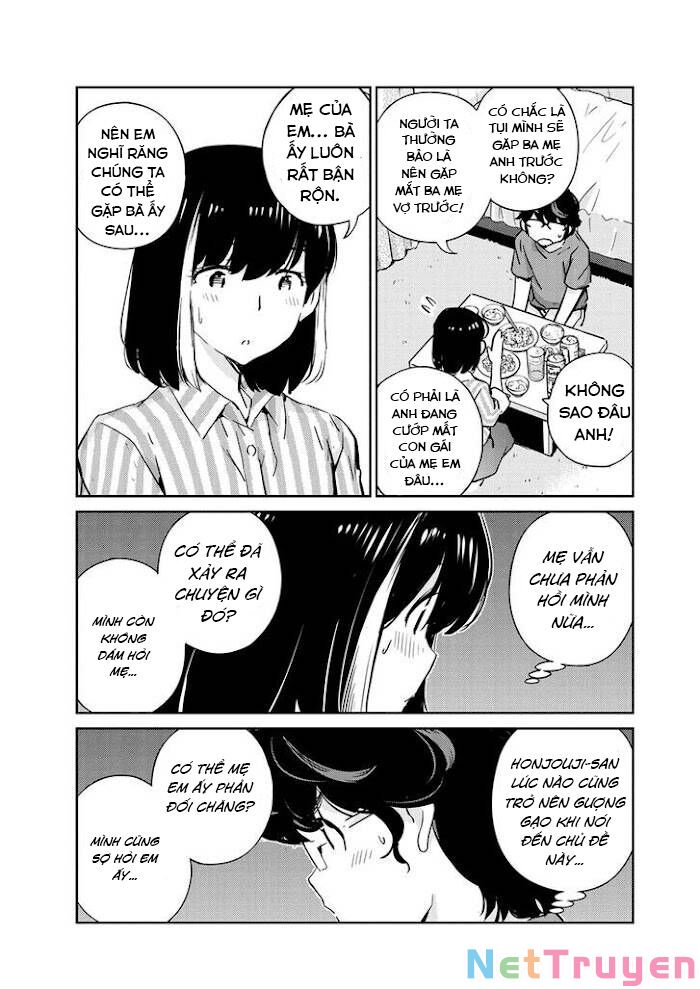 CÓ CHẮC LÀ
TỤI MÌNH SẼ
GẶP BA MẸ
ANH TRƯỚC
KHÔNG?
NGƯỜI TA
THƯỜNG
BẢO LÀ
NÊN GẶP
MẶT BA MẸ
VỢ TRƯỚC!
KHÔNG
SAO ĐÂU
ANH!
CÓ PHẢI LÀ
ANH ĐANG
CƯỚP MẤT
CON GÁI
CỦA MẸ EM
ĐÂU...
MẸ CỦA
EM... BÀ
ẤY LUÔN
RẤT BẬN
RỘN.
NÊN EM
NGHĨ RẰNG
CHÚNG TA
CÓ THỂ
GẶP BÀ ẤY
SAU...
MẸ VẪN
CHƯA PHẢN
HỒI MÌNH
NỮA...
CÓ THỂ ĐÃ
XẢY RA
CHUYỆN GÌ
ĐÓ?
MÌNH CÒN
KHÔNG
DÁM HỎI
MẸ...
HONJOUJI-SAN
LÚC NÀO CŨNG
TRỞ NÊN GƯỢNG
GẠO KHI NÓI
ĐẾN CHỦ ĐỀ
NÀY...
CÓ THỂ MẸ
EM ẤY PHẢN
ĐỐI CHĂNG?
MÌNH CŨNG
SỢ HỎI EM
ẤY...
NetTruyen